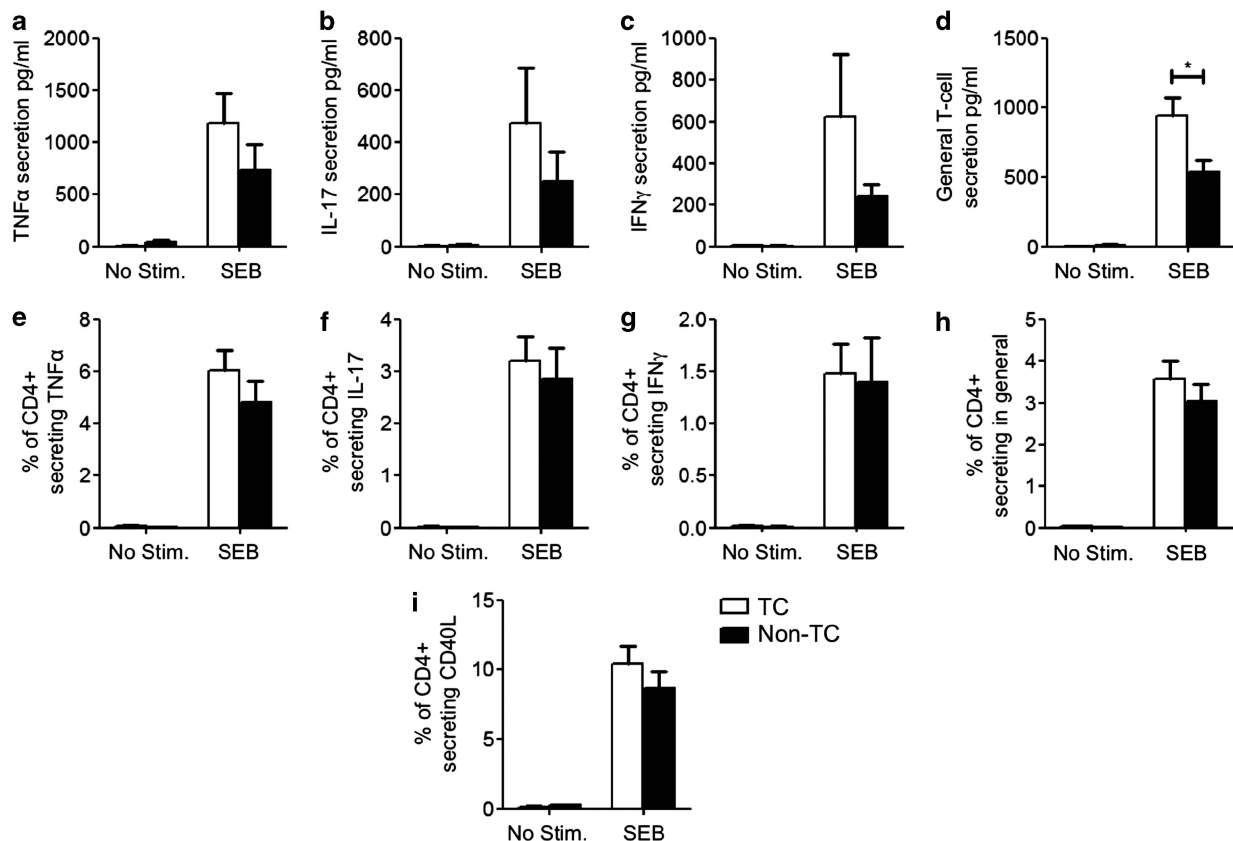 a
TNFα secretion pg/ml
2000
1500
1000
500
0
No Stim.
SEB
b
IL-17 secretion pg/ml
800
600
400
200
0
No Stim.
SEB
c
IFNγ secretion pg/ml
1000
800
600
400
200
0
No Stim.
SEB
d
General T-cell
secretion pg/ml
1500
1000
500
0
*
No Stim.
SEB
e
% of CD4+
secreting TNFα
8
6
4
2
0
No Stim.
SEB
f
% of CD4+
secreting IL-17
4
3
2
1
0
No Stim.
SEB
g
% of CD4+
secreting IFNγ
2.0
1.5
1.0
0.5
0.0
No Stim.
SEB
h
% of CD4+
secreting in general
5
4
3
2
1
0
No Stim.
SEB
i
% of CD4+
secreting CD40L
15
10
5
0
No Stim.
SEB
TC
Non-TC